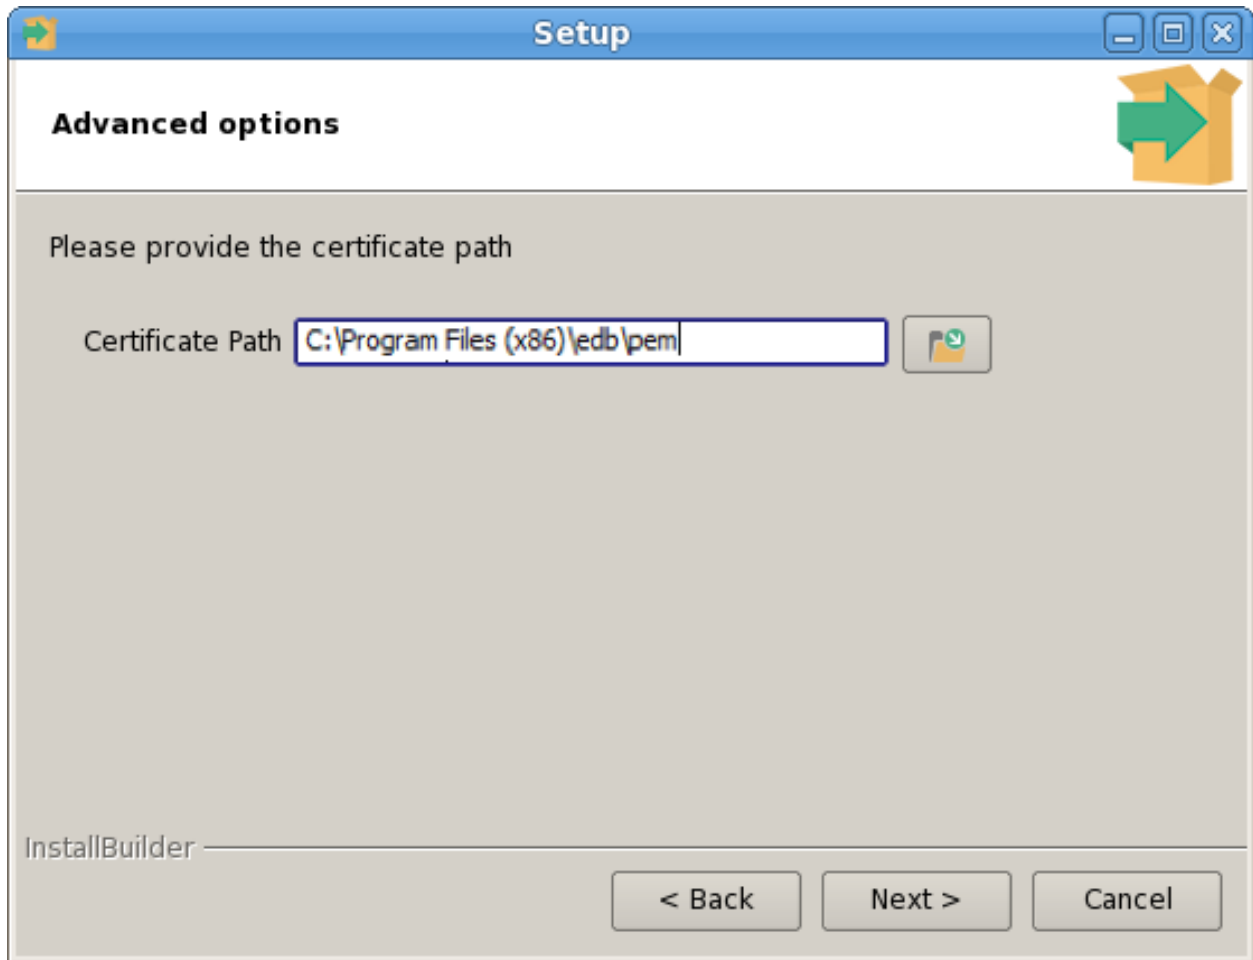 Setup
Advanced options
Please provide the certificate path
Certificate Path C:\Program Files (x86)\edb\pem
InstallBuilder
< Back Next > Cancel